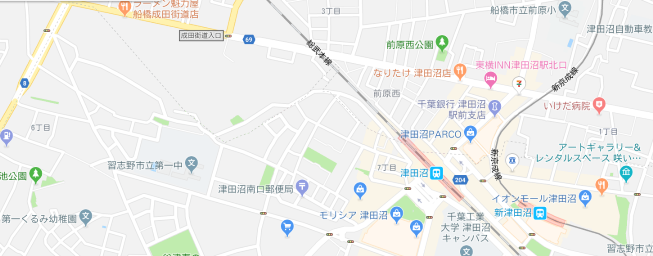 ラーメン魁力屋
船橋成田街道店
3丁目
船橋市立前原小
津田沼自動車教
成田街道入口
69
総武本線
前原西公園
なりたけ 津田沼店
東横INN津田沼駅北口
新京成線
8
前原西
千葉銀行 津田沼
駅前支店
いけだ病院
6丁目
津田沼PARCO
1丁目
習志野市立第一中
7丁目
新京成線
アートギャラリー&
レンタルスペース 咲い...
池公園
津田沼
204
津田沼南口郵便局
イオンモール津田沼
第一くるみ幼稚園
モリシア 津田沼
新津田沼
千葉工業
大学 津田沼
キャンパス